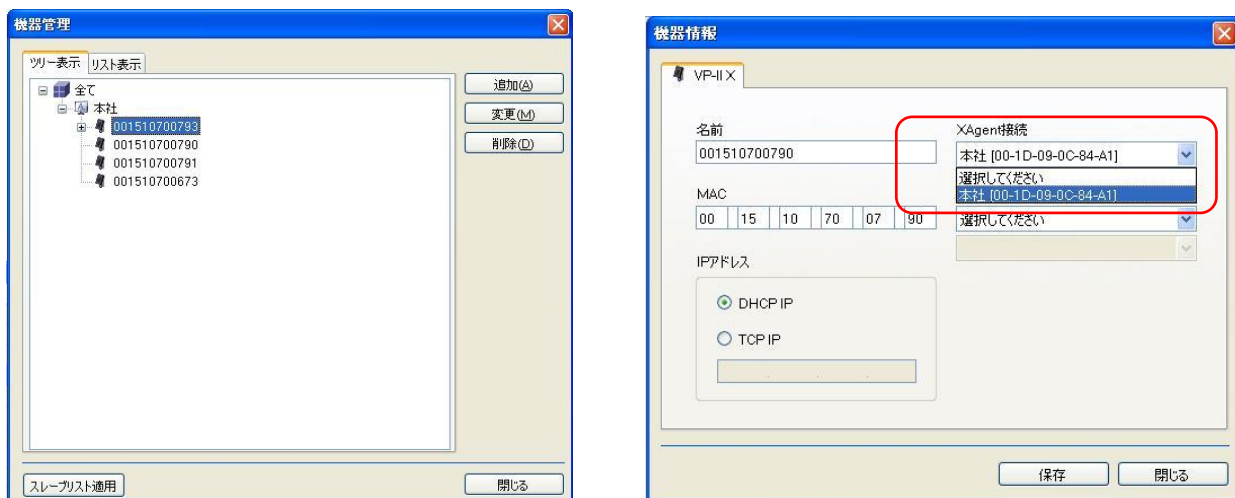 機器管理
ツリー表示 リスト表示
全て
本社
001510700793
001510700790
001510700791
001510700673
追加(A)
変更(M)
削除(D)
スレーブリスト適用
閉じる
機器情報
VP-II X
名前
001510700790
XAgent接続
本社 [00-1D-09-0C-84-A1]
選択してください
本社 [00-1D-09-0C-84-A1]
MAC
00 15 10 70 07 90
選択してください
IPアドレス
DHCP IP
TCP IP
保存
閉じる